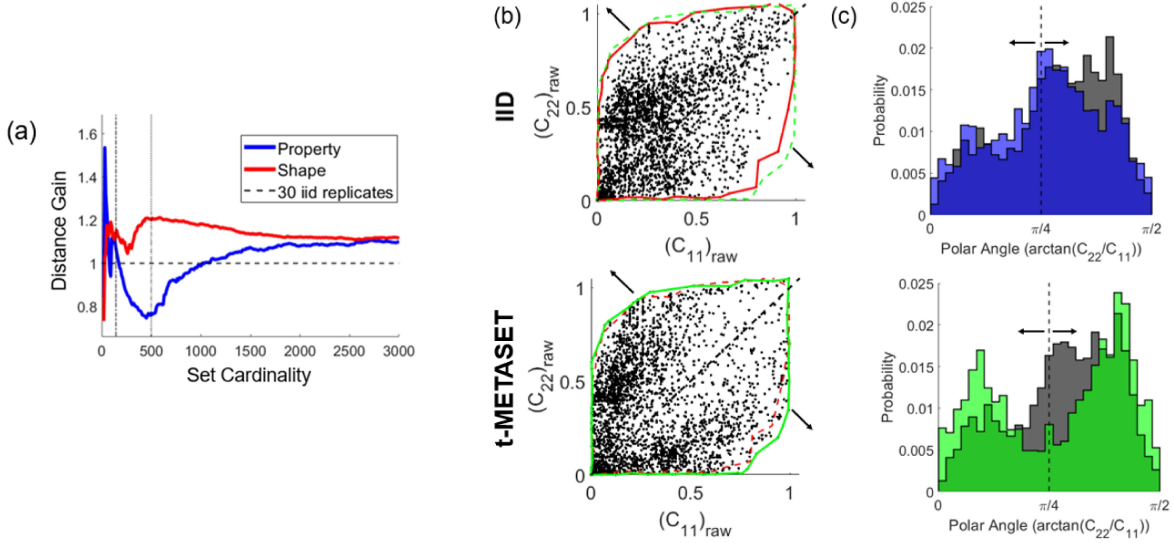 (a)
Distance Gain
1.6
1.4
1.2
1
0.8
Property
Shape
30 iid replicates
0 500 1000 1500 2000 2500 3000
Set Cardinality
(b)
IID
(C22)raw
1
0.5
0
0 0.5 1
(C11)raw
t-METASET
(C22)raw
1
0.5
0
0 0.5 1
(C11)raw
(c)
Probability
0.025
0.02
0.015
0.01
0.005
0
0 π/4 π/2
Polar Angle (arctan(C22/C11))
Probability
0.025
0.02
0.015
0.01
0.005
0
0 π/4 π/2
Polar Angle (arctan(C22/C11))